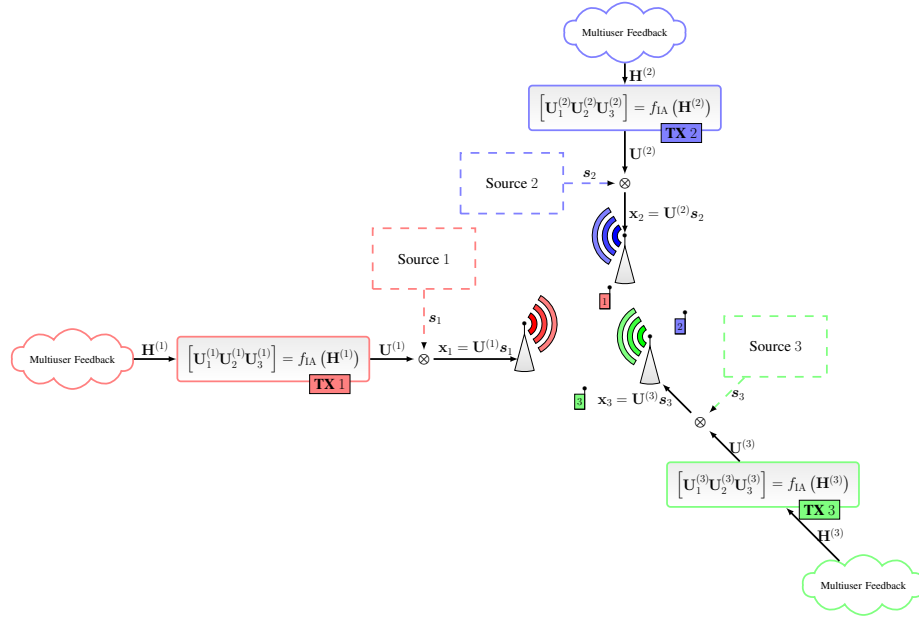 Multiuser Feedback
H^(2)
[U_1^(2) U_2^(2) U_3^(2)] = f_IA (H^(2))
TX 2
U^(2)
Source 2
s_2
⊗
x_2 = U^(2) s_2
Source 1
s_1
1
2
Multiuser Feedback
H^(1)
[U_1^(1) U_2^(1) U_3^(1)] = f_IA (H^(1))
TX 1
U^(1)
⊗
x_1 = U^(1) s_1
Source 3
s_3
3
x_3 = U^(3) s_3
⊗
U^(3)
[U_1^(3) U_2^(3) U_3^(3)] = f_IA (H^(3))
TX 3
H^(3)
Multiuser Feedback